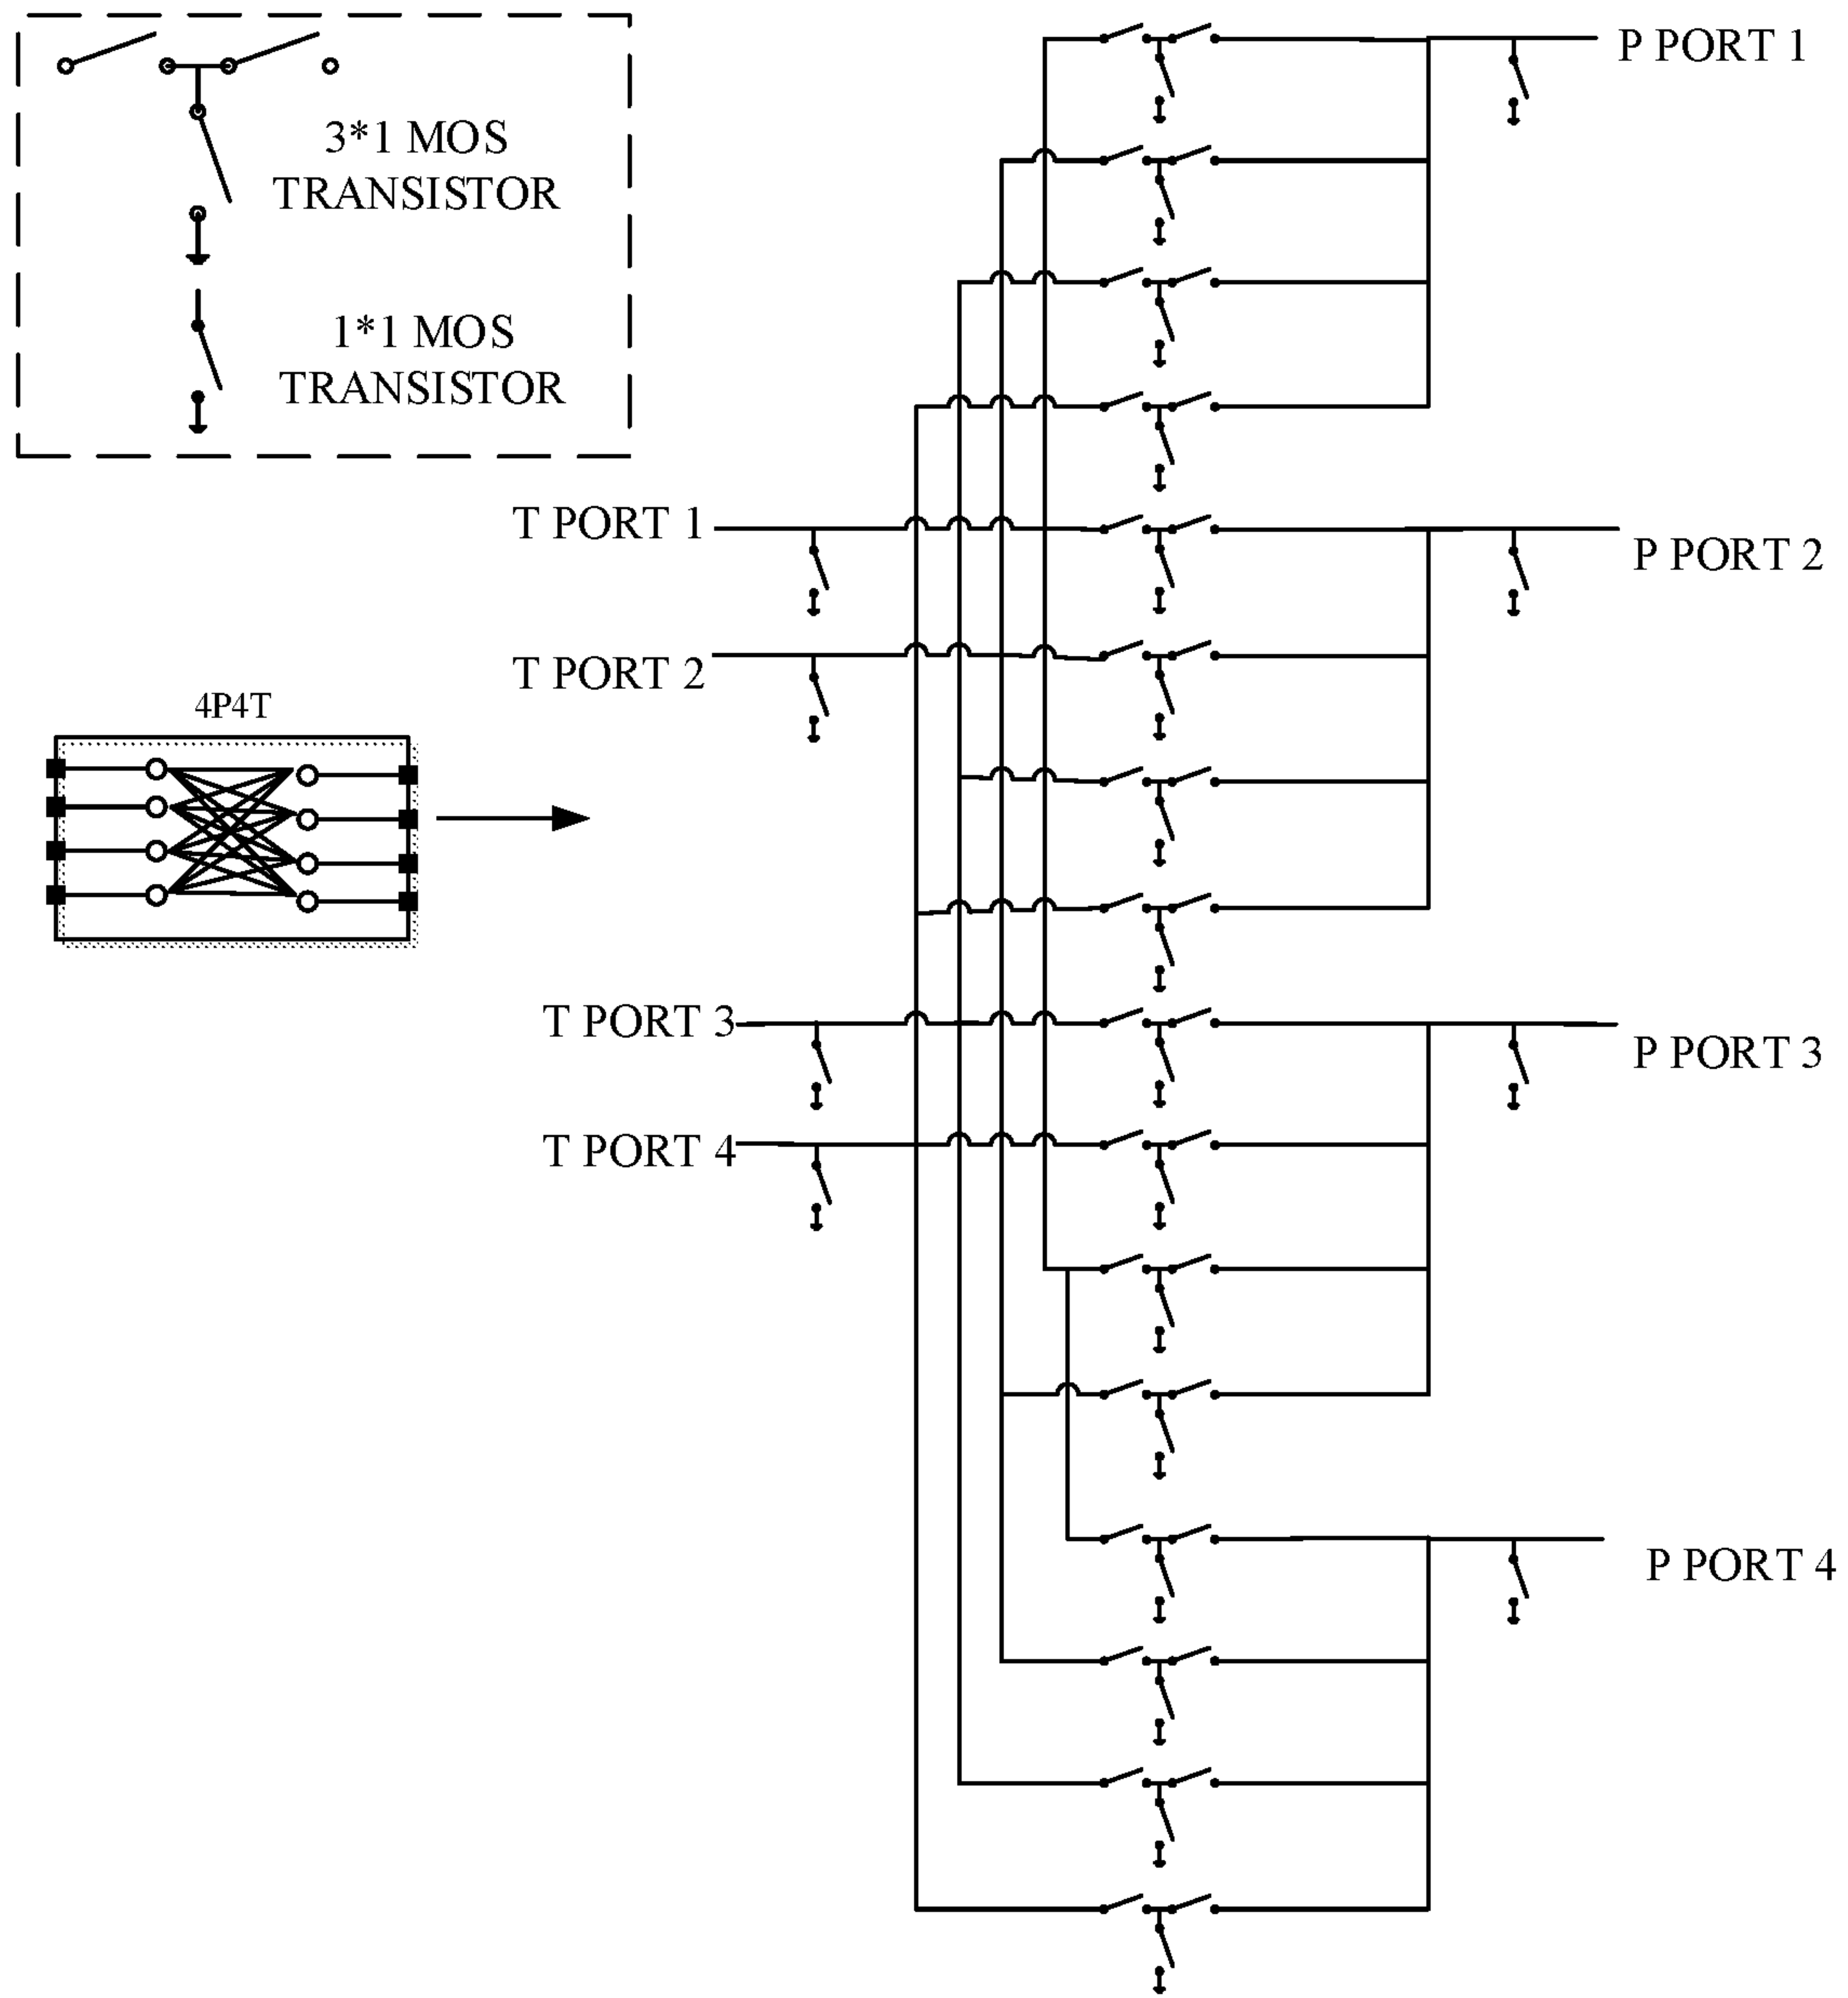 3*1 MOS
TRANSISTOR
1*1 MOS
TRANSISTOR
P PORT 1
T PORT 1
P PORT 2
T PORT 2
4P4T
T PORT 3
P PORT 3
T PORT 4
P PORT 4